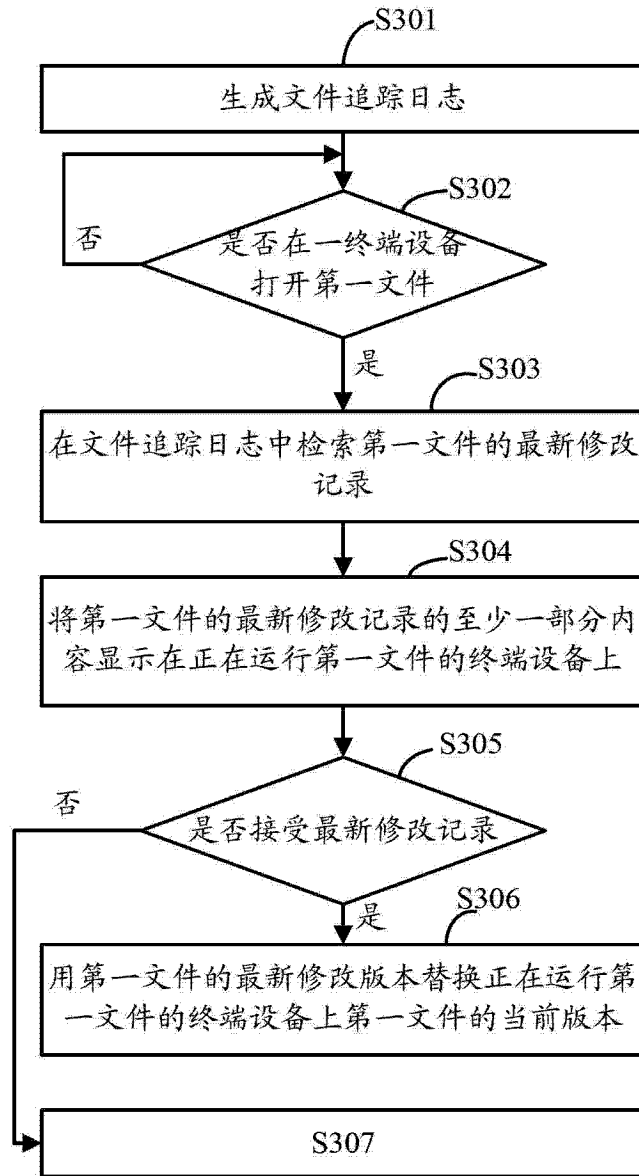 S301
生成文件追踪日志
S302
是否在一终端设备
打开第一文件
否
是
S303
在文件追踪日志中检索第一文件的最新修改
记录
S304
将第一文件的最新修改记录的至少一部分内
容显示在正在运行第一文件的终端设备上
S305
否
是否接受最新修改记录
是
S306
用第一文件的最新修改版本替换正在运行第
一文件的终端设备上第一文件的当前版本
S307